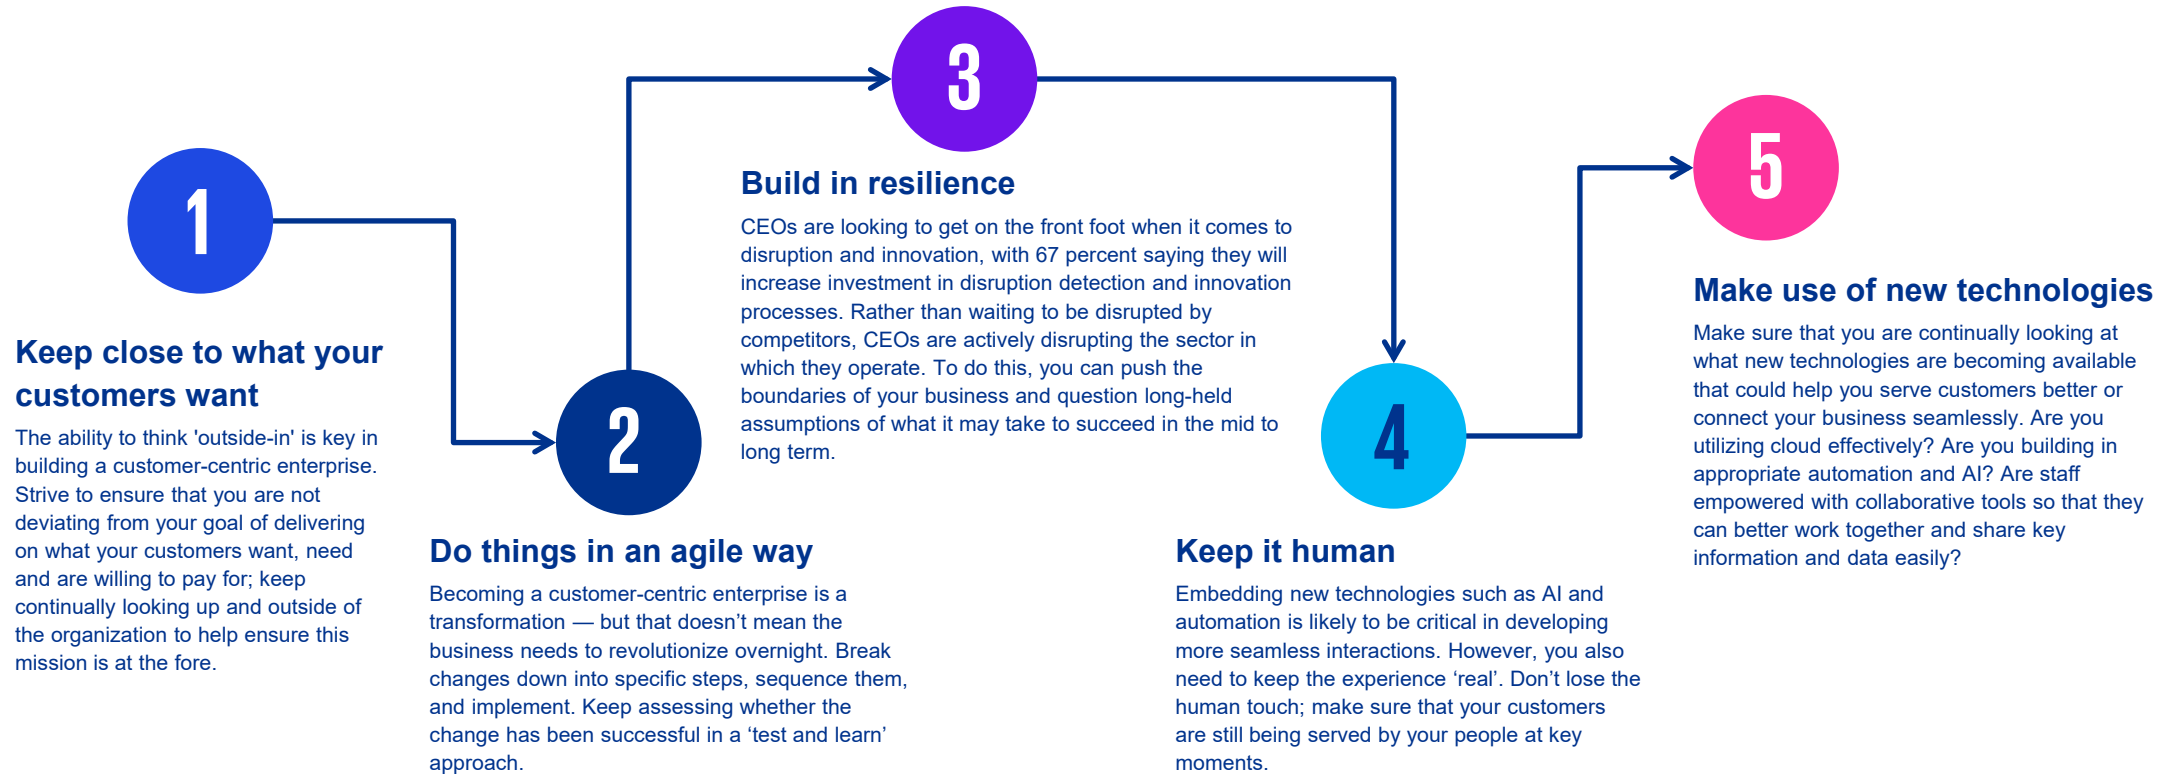 1
Keep close to what your
customers want
The ability to think 'outside-in' is key in
building a customer-centric enterprise.
Strive to ensure that you are not
deviating from your goal of delivering
on what your customers want, need
and are willing to pay for; keep
continually looking up and outside of
the organization to help ensure this
mission is at the fore.
2
Do things in an agile way
Becoming a customer-centric enterprise is a
transformation — but that doesn’t mean the
business needs to revolutionize overnight. Break
changes down into specific steps, sequence them,
and implement. Keep assessing whether the
change has been successful in a ‘test and learn’
approach.
3
Build in resilience
CEOs are looking to get on the front foot when it comes to
disruption and innovation, with 67 percent saying they will
increase investment in disruption detection and innovation
processes. Rather than waiting to be disrupted by
competitors, CEOs are actively disrupting the sector in
which they operate. To do this, you can push the
boundaries of your business and question long-held
assumptions of what it may take to succeed in the mid to
long term.
4
Keep it human
Embedding new technologies such as AI and
automation is likely to be critical in developing
more seamless interactions. However, you also
need to keep the experience ‘real’. Don’t lose the
human touch; make sure that your customers
are still being served by your people at key
moments.
5
Make use of new technologies
Make sure that you are continually looking at
what new technologies are becoming available
that could help you serve customers better or
connect your business seamlessly. Are you
utilizing cloud effectively? Are you building in
appropriate automation and AI? Are staff
empowered with collaborative tools so that they
can better work together and share key
information and data easily?